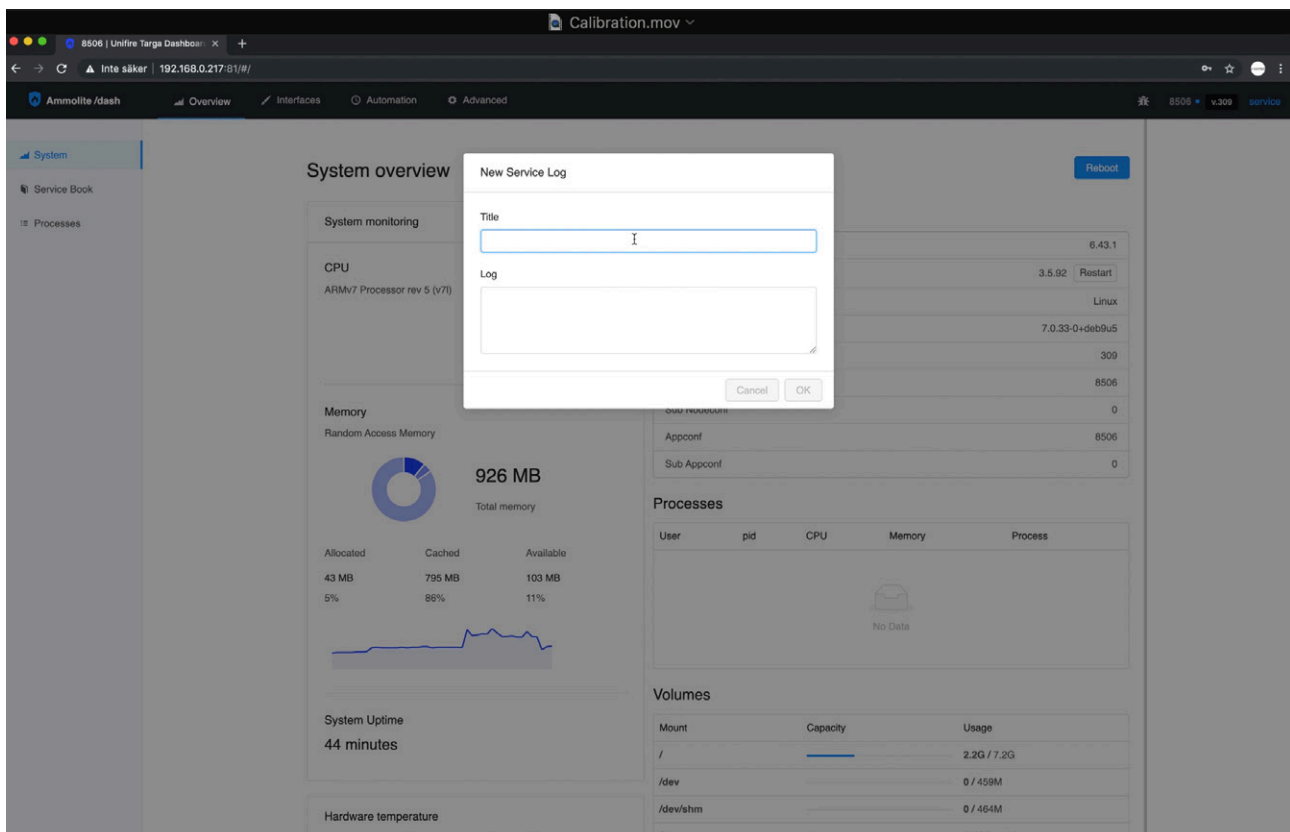 Calibration.mov
8506 | Unifire Targa Dashboar
Inte säker | 192.168.0.217:81/#/
Ammolite /dash Overview Interfaces Automation Advanced 8506 v.309 service
System
Service Book
Processes
System overview
Reboot
New Service Log
Title
Log
Cancel OK
System monitoring
CPU
ARMv7 Processor rev 5 (v7l)
Memory
Random Access Memory
926 MB
Total memory
Allocated Cached Available
43 MB 795 MB 103 MB
5% 86% 11%
System Uptime
44 minutes
Hardware temperature
6.43.1
3.5.92 Restart
Linux
7.0.33-0+deb9u5
309
8506
Sub Nodeconf 0
Appconf 8506
Sub Appconf 0
Processes
User pid CPU Memory Process
No Data
Volumes
Mount Capacity Usage
/ 2.2G / 7.2G
/dev 0 / 459M
/dev/shm 0 / 464M